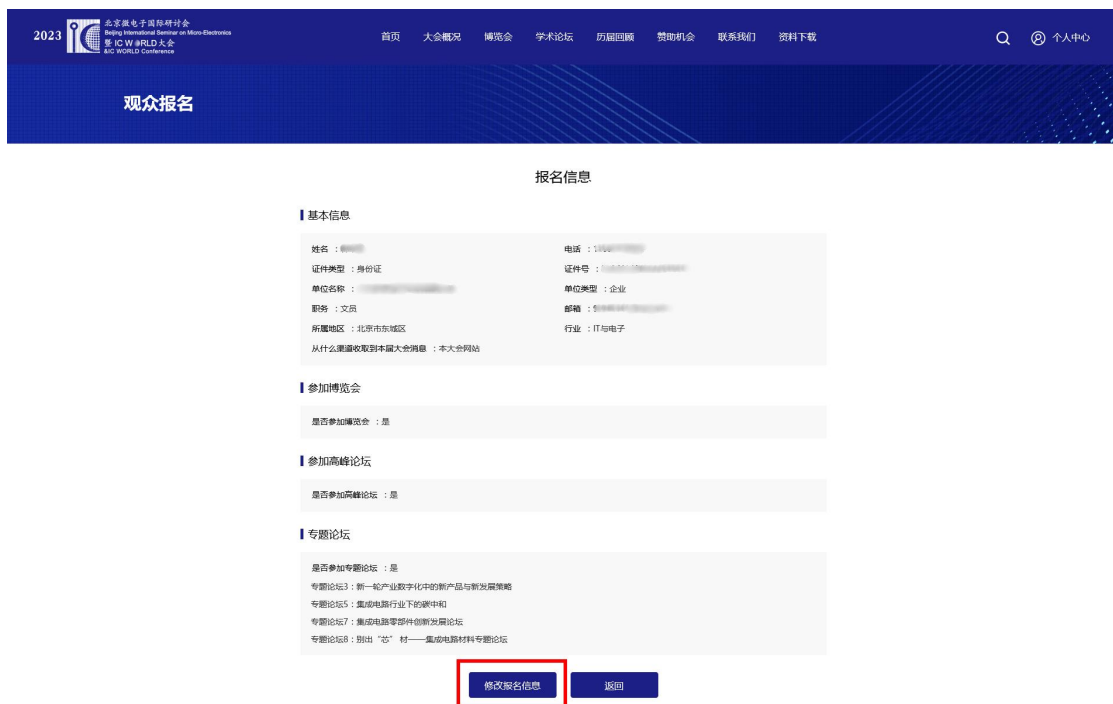 2023
北京微电子国际研讨会
Beijing International Seminar on Micro-Electronics
暨 IC W RLD 大会
&IC WORLD Conference
首页 大会概况 博览会 学术论坛 历届回顾 赞助机会 联系我们 资料下载
个人中心
观众报名
报名信息
基本信息
姓名 ：
电话 ：
证件类型 ：身份证
证件号 ：
单位名称 ：
单位类型 ：企业
职务 ：文员
邮箱 ：
所属地区 ：北京市东城区
行业 ：IT与电子
从什么渠道收取到本届大会消息 ：本大会网站
参加博览会
是否参加博览会 ：是
参加高峰论坛
是否参加高峰论坛 ：是
专题论坛
是否参加专题论坛 ：是
专题论坛3：新一轮产业数字化中的新产品与新发展策略
专题论坛5：集成电路行业下的碳中和
专题论坛7：集成电路零部件创新发展论坛
专题论坛8：别出“芯”材——集成电路材料专题论坛
修改报名信息 返回